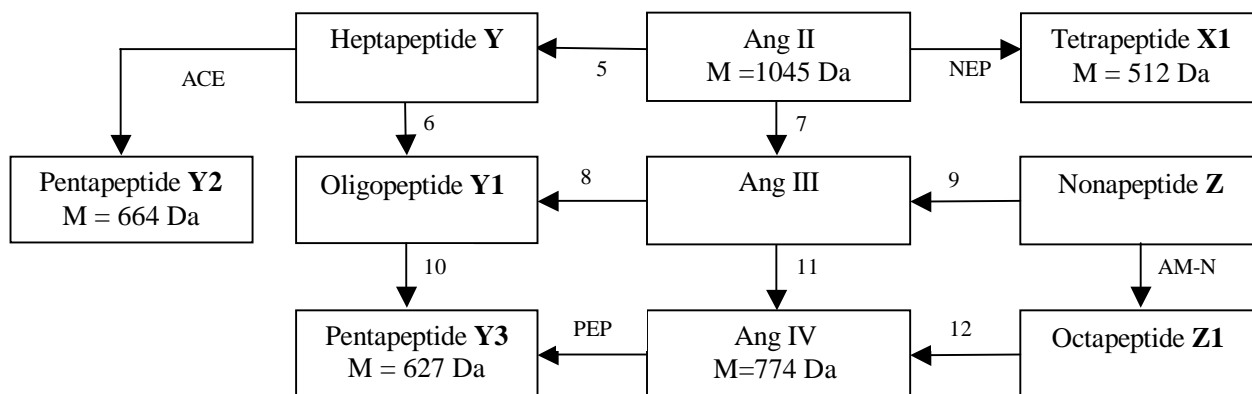 Heptapeptide Y
Ang II
M =1045 Da
Tetrapeptide X1
M = 512 Da
ACE
5
NEP
6
7
Pentapeptide Y2
M = 664 Da
Oligopeptide Y1
8
Ang III
9
Nonapeptide Z
10
11
AM-N
Pentapeptide Y3
M = 627 Da
PEP
Ang IV
M=774 Da
12
Octapeptide Z1